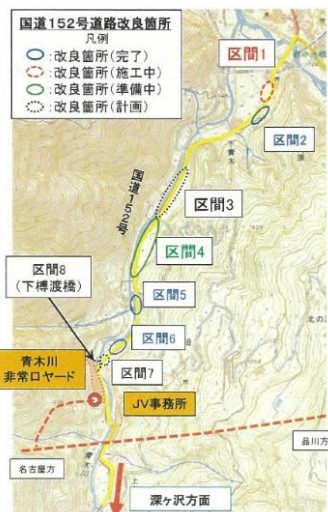 国道152号道路改良箇所
凡例
:改良箇所(完了)
:改良箇所(施工中)
:改良箇所(準備中)
:改良箇所(計画)
区間1
区間2
国道152号
区間3
区間4
区間8
(下樽渡橋)
区間5
区間6
青木川
非常口ヤード
区間7
JV事務所
名古屋方
品川方
深ヶ沢方面